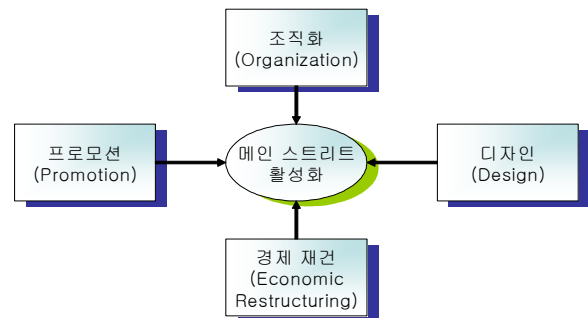 조직화
(Organization)
프로모션
(Promotion)
메인 스트리트
활성화
디자인
(Design)
경제 재건
(Economic
Restructuring)